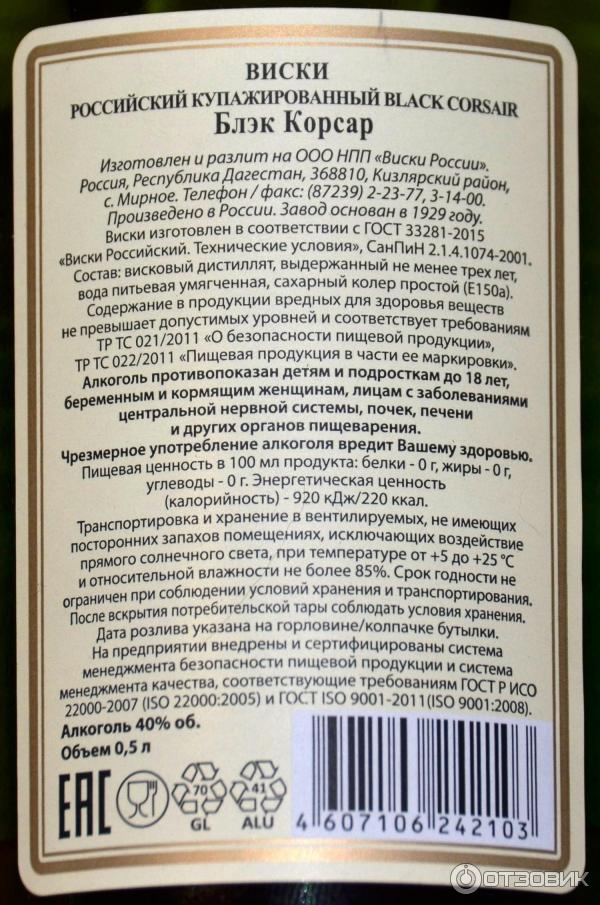 ВИСКИ
РОССИЙСКИЙ КУПАЖИРОВАННЫЙ BLACK CORSAIR
Блэк Корсар
Изготовлен и разлит на ООО НПП «Виски России».
Россия, Республика Дагестан, 368810, Кизлярский район,
с. Мирное. Телефон / факс: (87239) 2-23-77, 3-14-00.
Произведено в России. Завод основан в 1929 году.
Виски изготовлен в соответствии с ГОСТ 33281-2015
«Виски Российский. Технические условия», СанПиН 2.1.4.1074-2001.
Состав: висковый дистиллят, выдержанный не менее трех лет,
вода питьевая умягченная, сахарный колер простой (Е150а).
Содержание в продукции вредных для здоровья веществ
не превышает допустимых уровней и соответствует требованиям
ТР ТС 021/2011 «О безопасности пищевой продукции»,
ТР ТС 022/2011 «Пищевая продукция в части ее маркировки».
Алкоголь противопоказан детям и подросткам до 18 лет,
беременным и кормящим женщинам, лицам с заболеваниями
центральной нервной системы, почек, печени
и других органов пищеварения.
Чрезмерное употребление алкоголя вредит Вашему здоровью.
Пищевая ценность в 100 мл продукта: белки - 0 г, жиры - 0 г,
углеводы - 0 г. Энергетическая ценность
(калорийность) - 920 кДж/220 ккал.
Транспортировка и хранение в вентилируемых, не имеющих
посторонних запахов помещениях, исключающих воздействие
прямого солнечного света, при температуре от +5 до +25 °С
и относительной влажности не более 85%. Срок годности не
ограничен при соблюдении условий хранения и транспортирования.
После вскрытия потребительской тары соблюдать условия хранения.
Дата розлива указана на горловине/колпачке бутылки.
На предприятии внедрены и сертифицированы система
менеджмента безопасности пищевой продукции и система
менеджмента качества, соответствующие требованиям ГОСТ Р ИСО
22000-2007 (ISO 22000:2005) и ГОСТ ISO 9001-2011(ISO 9001:2008).
Алкоголь 40% об.
Объем 0,5 л
EAC 70 GL 41 ALU
4 607106 242103
ОТЗОВИК